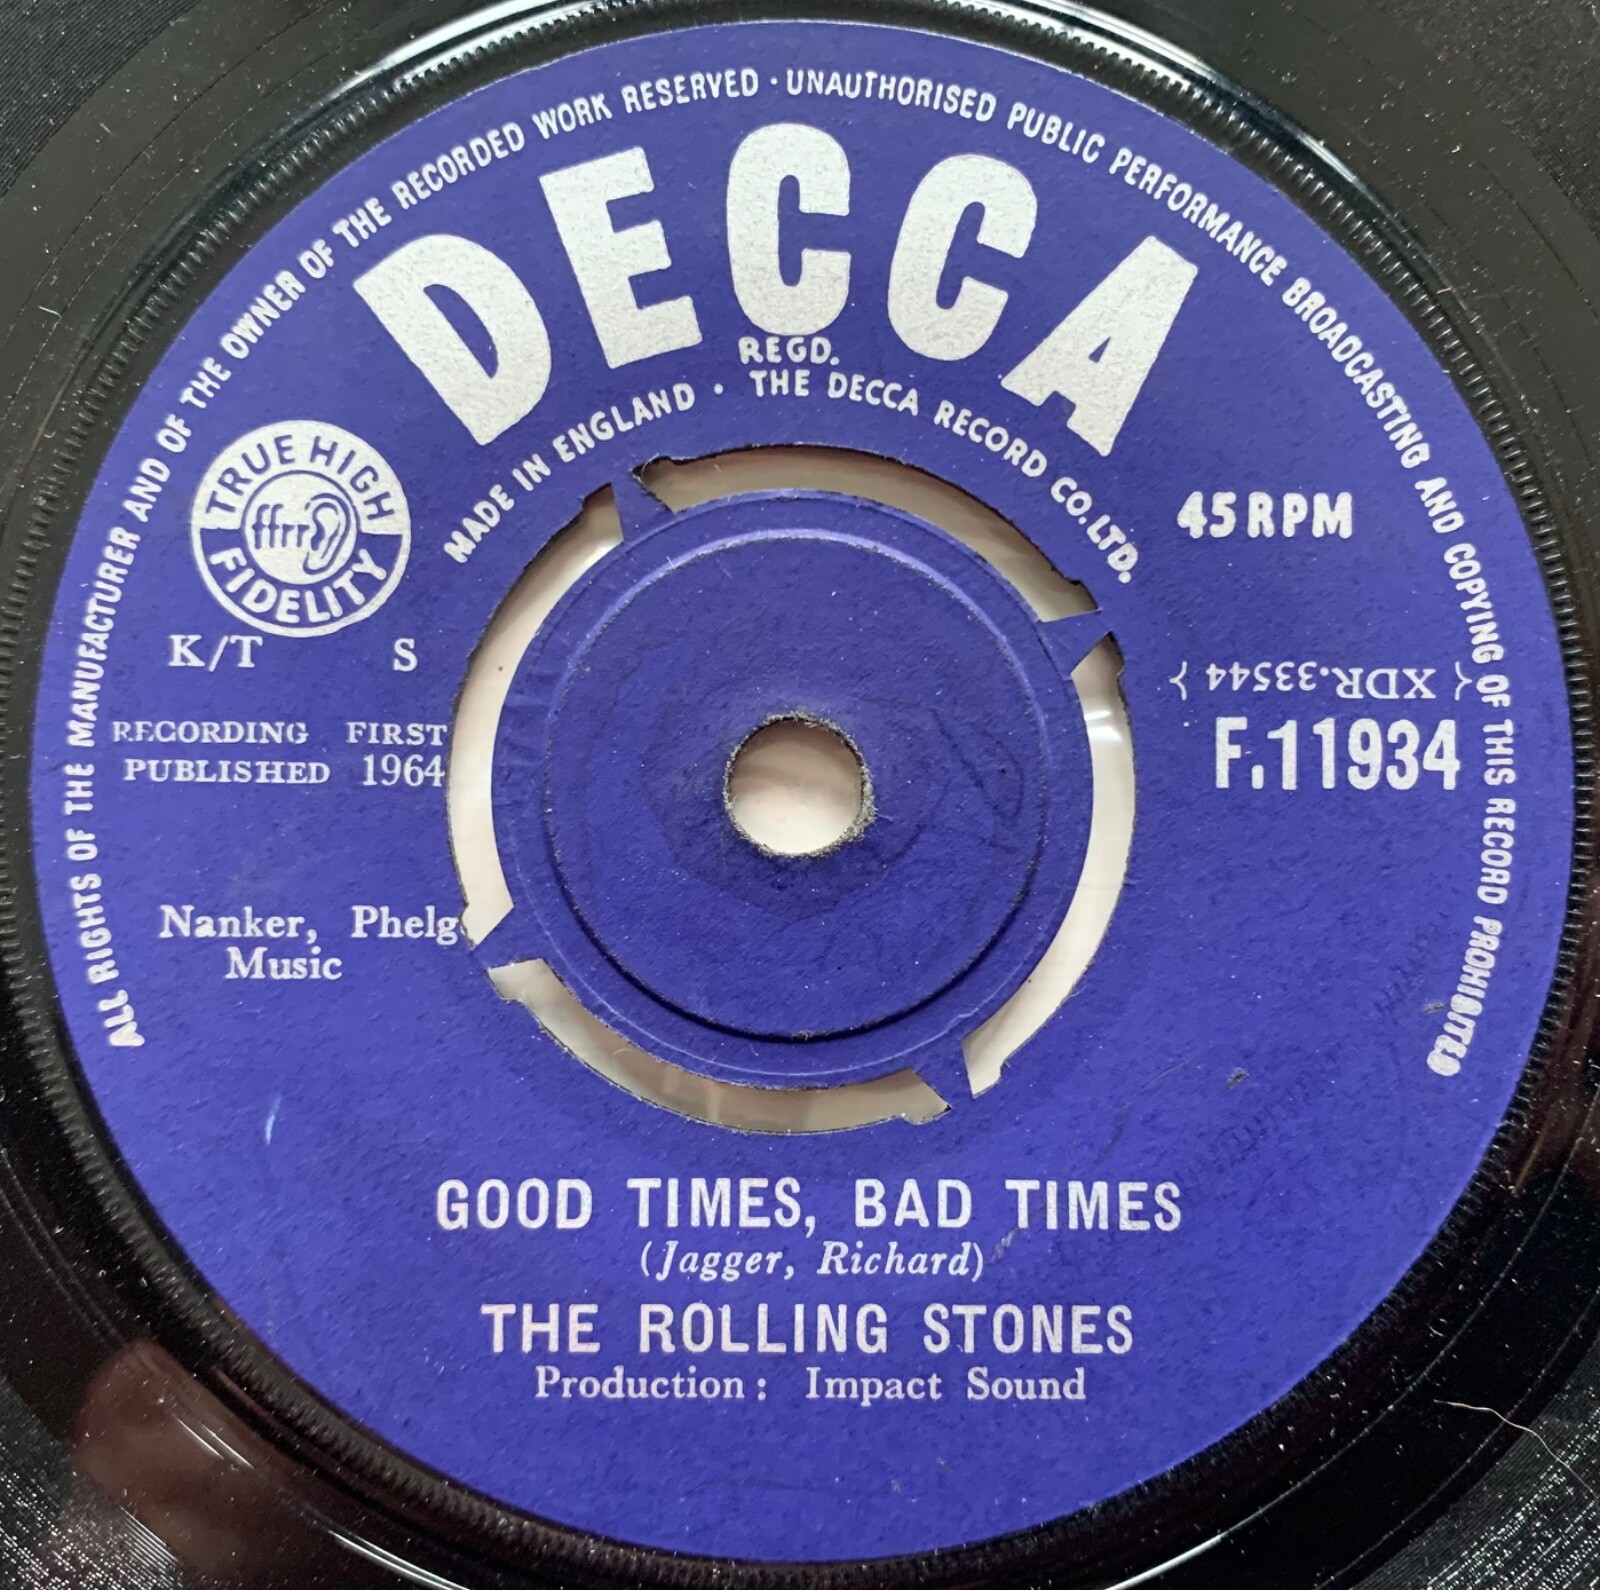 ALL RIGHTS OF THE MANUFACTURER AND OF THE OWNER OF THE RECORDED WORK RESERVED · UNAUTHORISED PUBLIC PERFORMANCE BROADCASTING AND COPYING OF THIS RECORD PROHIBITED
DECCA
REGD.
MADE IN ENGLAND · THE DECCA RECORD CO. LTD.
TRUE HIGH
ffrr
FIDELITY
45 RPM
K/T S
{ XDR.33544 }
F.11934
RECORDING FIRST
PUBLISHED 1964
Nanker, Phelg
Music
GOOD TIMES, BAD TIMES
(Jagger, Richard)
THE ROLLING STONES
Production: Impact Sound